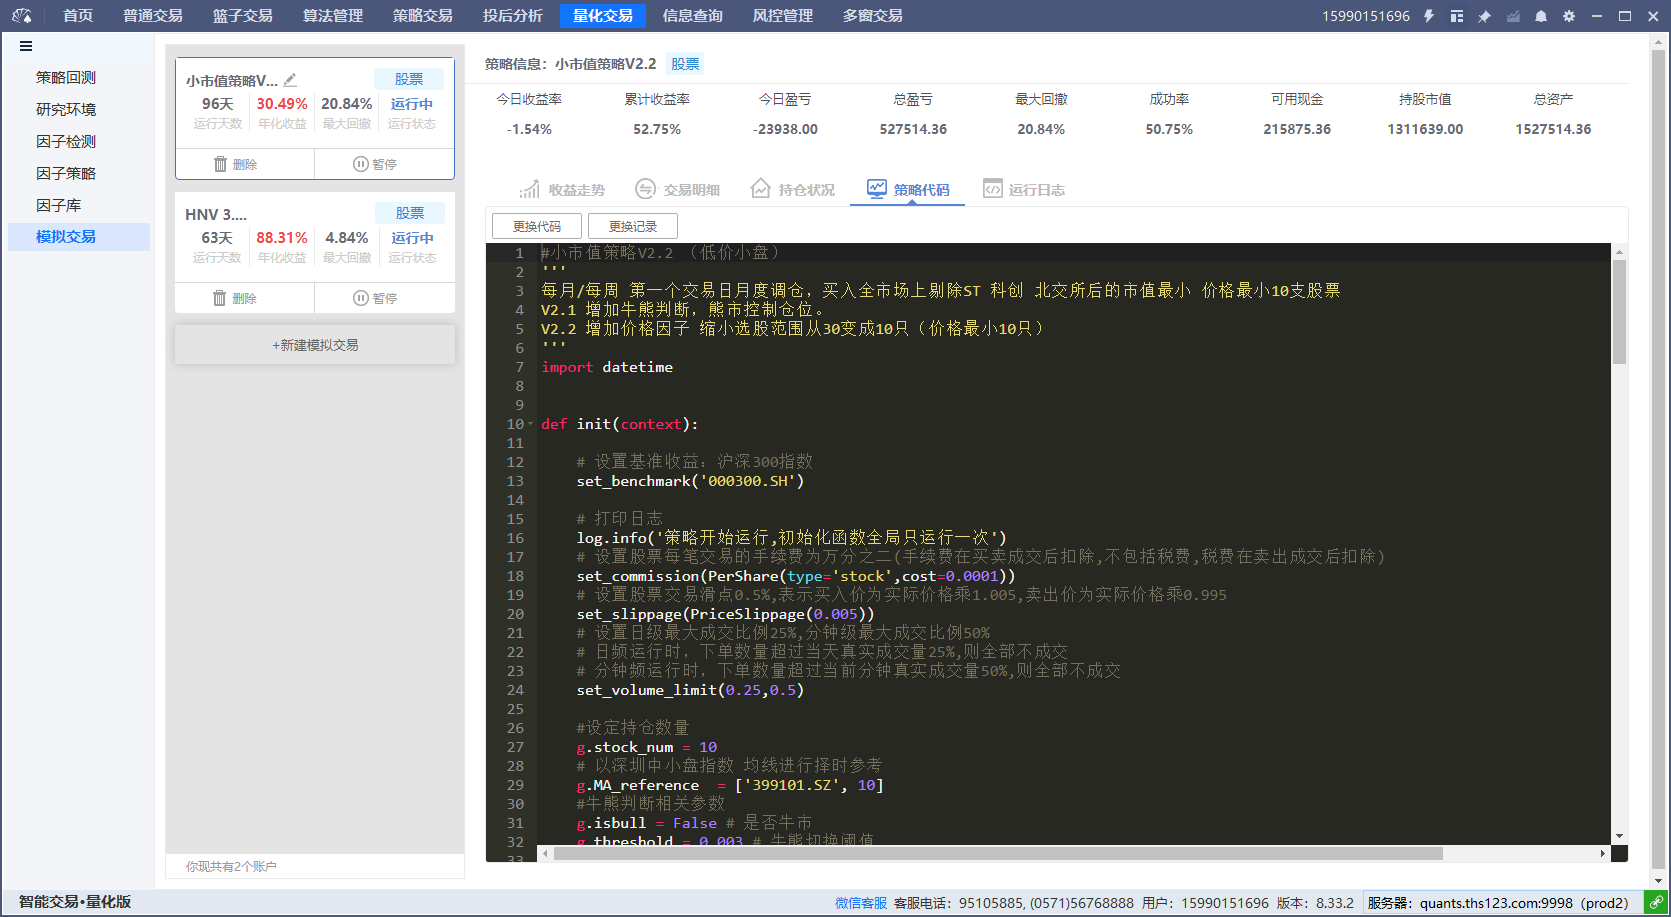 首页 普通交易 篮子交易 算法管理 策略交易 投后分析 量化交易 信息查询 风控管理 多窗交易 15990151696
策略回测
研究环境
因子检测
因子策略
因子库
模拟交易
小市值策略V... 股票
96天 30.49% 20.84% 运行中
运行天数 年化收益 最大回撤 运行状态
删除 暂停
HNV 3.... 股票
63天 88.31% 4.84% 运行中
运行天数 年化收益 最大回撤 运行状态
删除 暂停
+新建模拟交易
你现共有2个账户
策略信息：小市值策略V2.2 股票
今日收益率 累计收益率 今日盈亏 总盈亏 最大回撤 成功率 可用现金 持股市值 总资产
-1.54% 52.75% -23938.00 527514.36 20.84% 50.75% 215875.36 1311639.00 1527514.36
收益走势 交易明细 持仓状况 策略代码 运行日志
更换代码 更换记录
1 #小市值策略V2.2 （低价小盘）
2 '''
3 每月/每周 第一个交易日月度调仓，买入全市场上剔除ST 科创 北交所后的市值最小 价格最小10支股票
4 V2.1 增加牛熊判断，熊市控制仓位。
5 V2.2 增加价格因子 缩小选股范围从30变成10只（价格最小10只）
6 '''
7 import datetime
8
9
10 def init(context):
11
12 # 设置基准收益：沪深300指数
13 set_benchmark('000300.SH')
14
15 # 打印日志
16 log.info('策略开始运行,初始化函数全局只运行一次')
17 # 设置股票每笔交易的手续费为万分之二(手续费在买卖成交后扣除,不包括税费,税费在卖出成交后扣除)
18 set_commission(PerShare(type='stock',cost=0.0001))
19 # 设置股票交易滑点0.5%,表示买入价为实际价格乘1.005,卖出价为实际价格乘0.995
20 set_slippage(PriceSlippage(0.005))
21 # 设置日级最大成交比例25%,分钟级最大成交比例50%
22 # 日频运行时，下单数量超过当天真实成交量25%,则全部不成交
23 # 分钟频运行时，下单数量超过当前分钟真实成交量50%,则全部不成交
24 set_volume_limit(0.25,0.5)
25
26 #设定持仓数量
27 g.stock_num = 10
28 # 以深圳中小盘指数 均线进行择时参考
29 g.MA_reference  = ['399101.SZ', 10]
30 #牛熊判断相关参数
31 g.isbull = False # 是否牛市
32 g.threshold = 0.003 # 牛熊切换阈值
33
智能交易•量化版 微信客服 客服电话：95105885, (0571)56768888 用户：15990151696 版本：8.33.2 服务器：quants.ths123.com:9998（prod2）